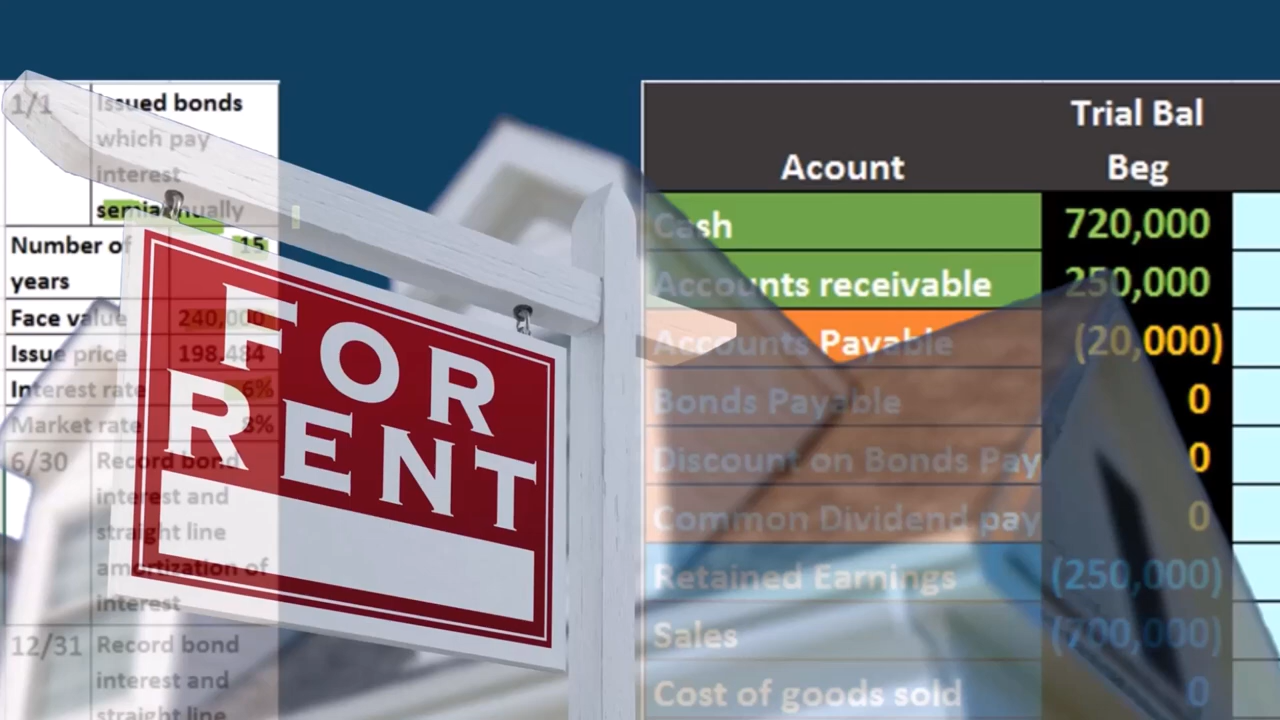 1/1 Issued bonds
which pay
interest
semiannually
Number of 15
years
Face value 240,000
Issue price 198,484
Interest rate 6%
Market rate 8%
6/30 Record bond
interest and
straight line
amortization of
interest
12/31 Record bond
interest and
straight line
FOR
RENT
Trial Bal
Acount Beg
Cash 720,000
Accounts receivable 250,000
Accounts Payable (20,000)
Bonds Payable 0
Discount on Bonds Pay 0
Common Dividend pay 0
Retained Earnings (250,000)
Sales (700,000)
Cost of goods sold 0